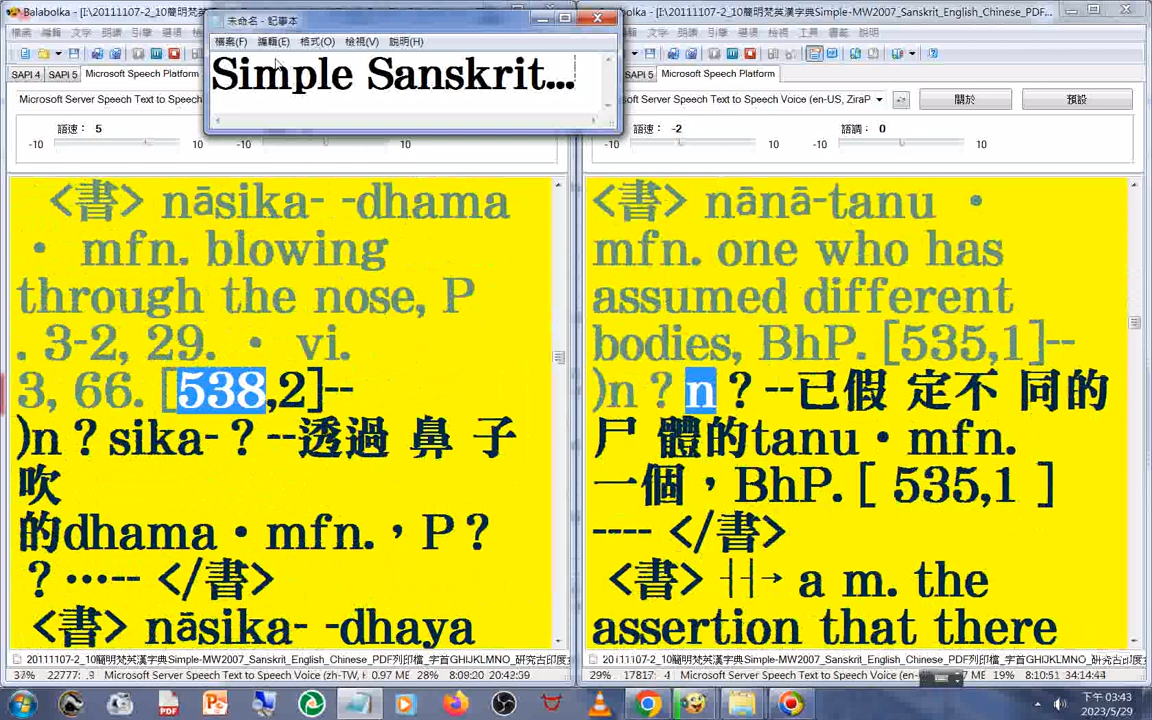 Balabolka - [I:\20111107-2_10簡明梵英漢字
未命名 - 記事本
olka - [I:\20111107-2_10簡明梵英漢字典Simple-MW2007_Sanskrit_English_Chinese_PDF...
檔案(F) 編輯(E) 格式(O) 檢視(V) 說明(H)
Simple Sanskrit...
SAPI 4 SAPI 5 Microsoft Speech Platform
SAPI 5 Microsoft Speech Platform
Microsoft Server Speech Text to Speech
Microsoft Server Speech Text to Speech Voice (en-US, ZiraP
關於
預設
語速: 5
-10 10 -10 10
語速: -2 語調: 0
-10 10 -10 10
<書> nāsika- -dhama
• mfn. blowing
through the nose, P
. 3-2, 29. • vi.
3, 66. [538,2]--
)n？sika-？--透過 鼻 子
吹
的dhama•mfn.，P？
？…-- </書>
<書> nāsika- -dhaya
<書> nānā-tanu •
mfn. one who has
assumed different
bodies, BhP. [535,1]--
)n？n？--已假 定不 同的
尸 體的tanu•mfn.
一個，BhP. [ 535,1 ]
---- </書>
<書> ┤┤→ a m. the
assertion that there
20111107-2_10簡明梵英漢字典Simple-MW2007_Sanskrit_English_Chinese_PDF列印檔_字首GHIJKLMNO_研究古印度
20111107-2_10簡明梵英漢字典Simple-MW2007_Sanskrit_English_Chinese_PDF列印檔_字首GHIJKLMNO_研究古印度
37% 22777: .9 Microsoft Server Speech Text to Speech Voice (zh-TW, H 0.97 ME 28% 8:09:20 20:42:39
29% 17817: 4 Microsoft Server Speech Text to Speech Voice (en-US, Z 19% 8:10:51 34:14:44
下午 03:43
2023/5/29